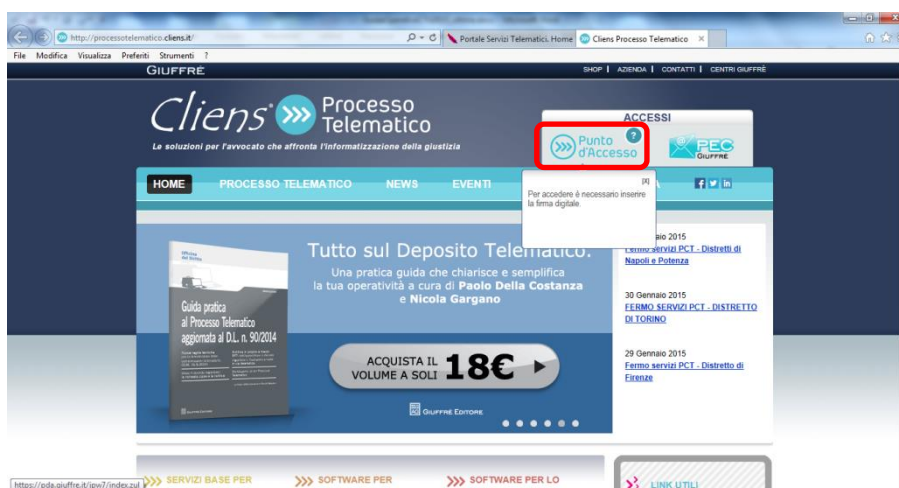 http://processotelematico.cliens.it/
Portale Servizi Telematici. Home
Cliens Processo Telematico
File Modifica Visualizza Preferiti Strumenti ?
GIUFFRÈ
SHOP | AZIENDA | CONTATTI | CENTRI GIUFFRÈ
Cliens Processo
Telematico
Le soluzioni per l'avvocato che affronta l'informatizzazione della giustizia
ACCESSI
Punto
d'Accesso
?
PEC
GIUFFRÈ
HOME PROCESSO TELEMATICO NEWS EVENTI
[X]
Per accedere è necessario inserire
la firma digitale.
Tutto sul Deposito Telematico.
Una pratica guida che chiarisce e semplifica
la tua operatività a cura di Paolo Della Costanza
e Nicola Gargano
Guida pratica
al Processo Telematico
aggiornata al D.L. n. 90/2014
ACQUISTA IL
VOLUME A SOLI 18€
GIUFFRÈ EDITORE
2015
Fermo servizi PCT - Distretti di
Napoli e Potenza
30 Gennaio 2015
FERMO SERVIZI PCT - DISTRETTO
DI TORINO
29 Gennaio 2015
Fermo servizi PCT - Distretto di
Firenze
SERVIZI BASE PER
SOFTWARE PER
SOFTWARE PER LO
LINK UTILI
https://pda.giuffre.it/jpw7/index.zul